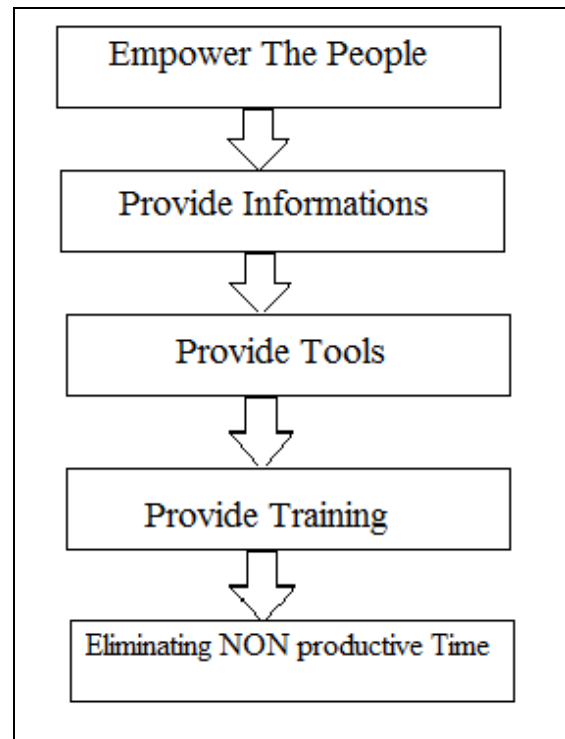 Empower The People
Provide Informations
Provide Tools
Provide Training
Eliminating NON productive Time